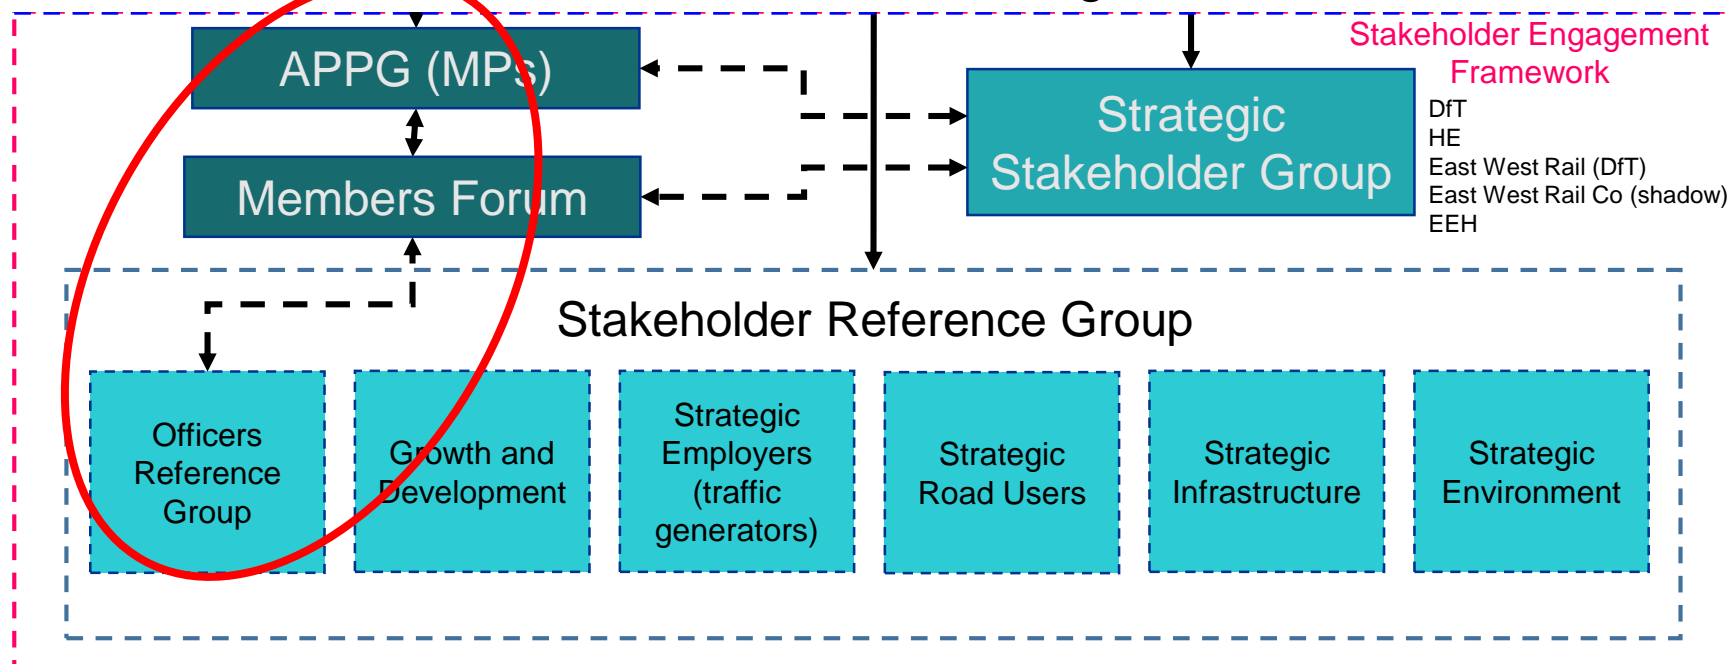 Stakeholder Engagement
Framework
APPG (MPs)
Members Forum
Strategic
Stakeholder Group
DfT
HE
East West Rail (DfT)
East West Rail Co (shadow)
EEH
Stakeholder Reference Group
Officers
Reference
Group
Growth and
Development
Strategic
Employers
(traffic
generators)
Strategic
Road Users
Strategic
Infrastructure
Strategic
Environment